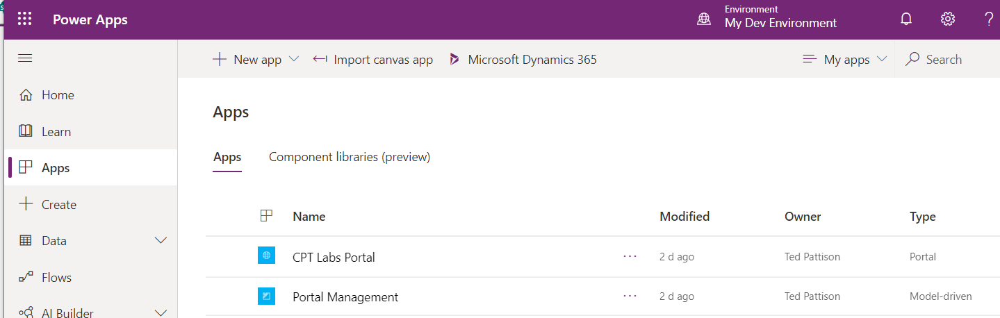 Power Apps
Environment
My Dev Environment
?
New app
Import canvas app
Microsoft Dynamics 365
My apps
Search
Home
Learn
Apps
Create
Data
Flows
AI Builder
Apps
Apps
Component libraries (preview)
Name
Modified
Owner
Type
CPT Labs Portal
...
2 d ago
Ted Pattison
Portal
Portal Management
...
2 d ago
Ted Pattison
Model-driven